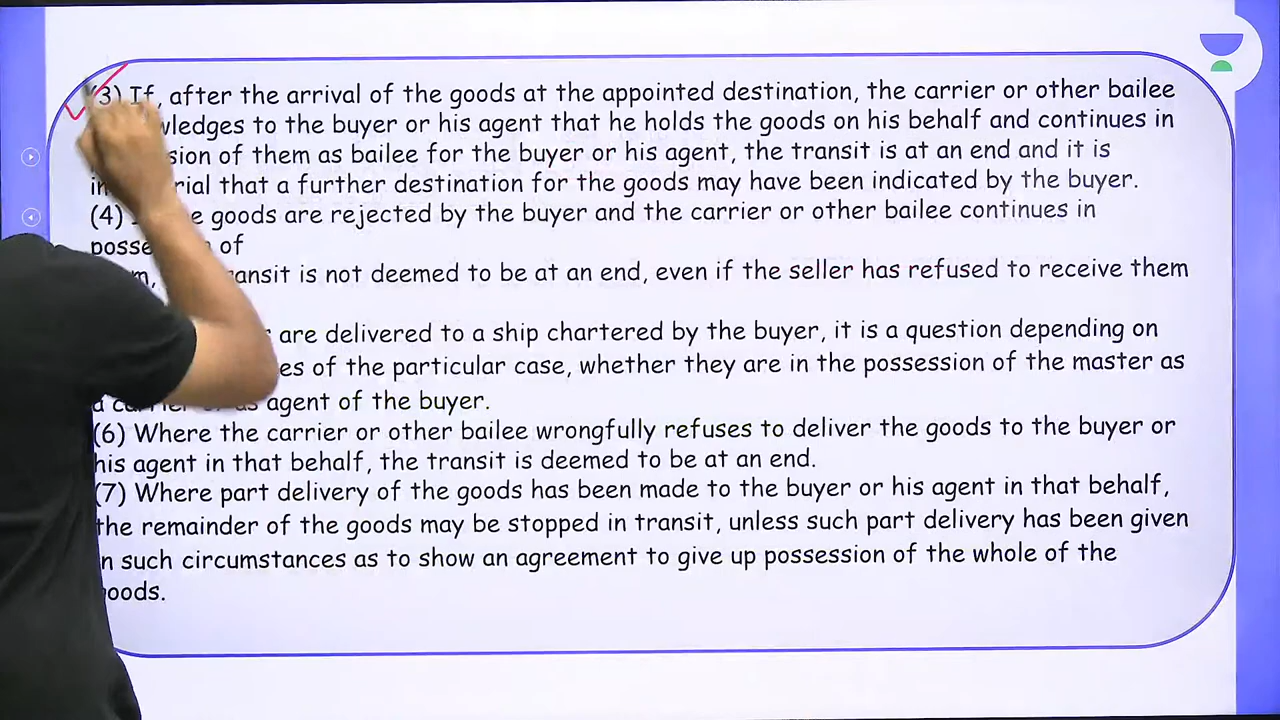 (3) If, after the arrival of the goods at the appointed destination, the carrier or other bailee
to the buyer or his agent that he holds the goods on his behalf and continues in
of them as bailee for the buyer or his agent, the transit is at an end and it is
that a further destination for the goods may have been indicated by the buyer.
(4) goods are rejected by the buyer and the carrier or other bailee continues in
of
is not deemed to be at an end, even if the seller has refused to receive them
are delivered to a ship chartered by the buyer, it is a question depending on
of the particular case, whether they are in the possession of the master as
a agent of the buyer.
(6) Where the carrier or other bailee wrongfully refuses to deliver the goods to the buyer or
his agent in that behalf, the transit is deemed to be at an end.
(7) Where part delivery of the goods has been made to the buyer or his agent in that behalf,
the remainder of the goods may be stopped in transit, unless such part delivery has been given
in such circumstances as to show an agreement to give up possession of the whole of the
goods.